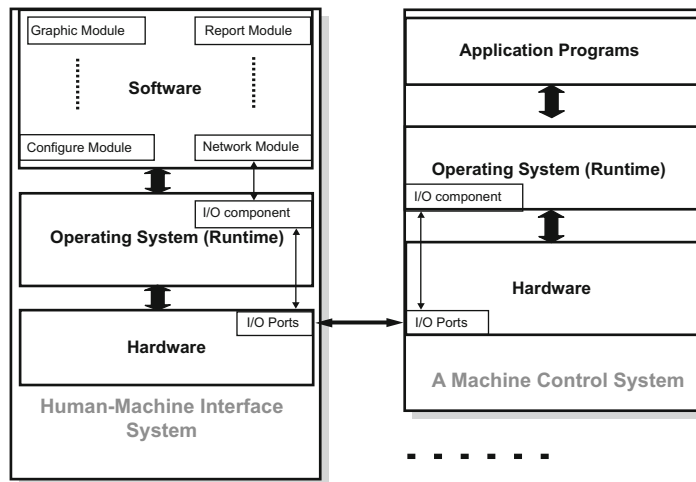 Graphic Module
Report Module
Software
Configure Module
Network Module
I/O component
Operating System (Runtime)
I/O Ports
Hardware
Human-Machine Interface
System
Application Programs
Operating System (Runtime)
I/O component
Hardware
I/O Ports
A Machine Control System